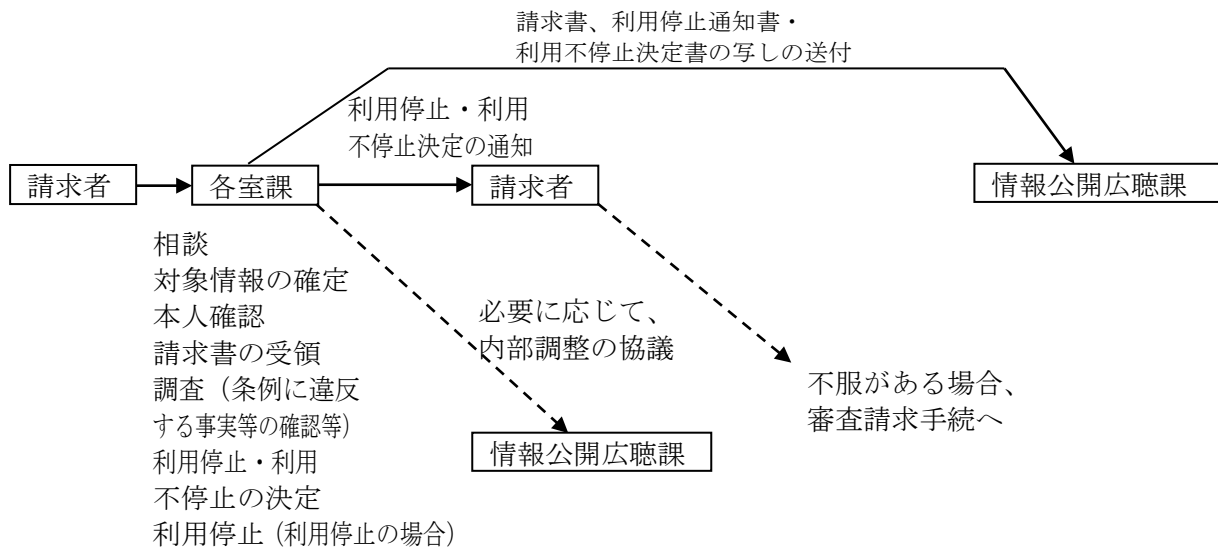 請求書、利用停止通知書・
利用不停止決定書の写しの送付
利用停止・利用
不停止決定の通知
請求者
各室課
請求者
情報公開広聴課
相談
対象情報の確定
本人確認
請求書の受領
調査（条例に違反
する事実等の確認等）
利用停止・利用
不停止の決定
利用停止（利用停止の場合）
必要に応じて、
内部調整の協議
情報公開広聴課
不服がある場合、
審査請求手続へ